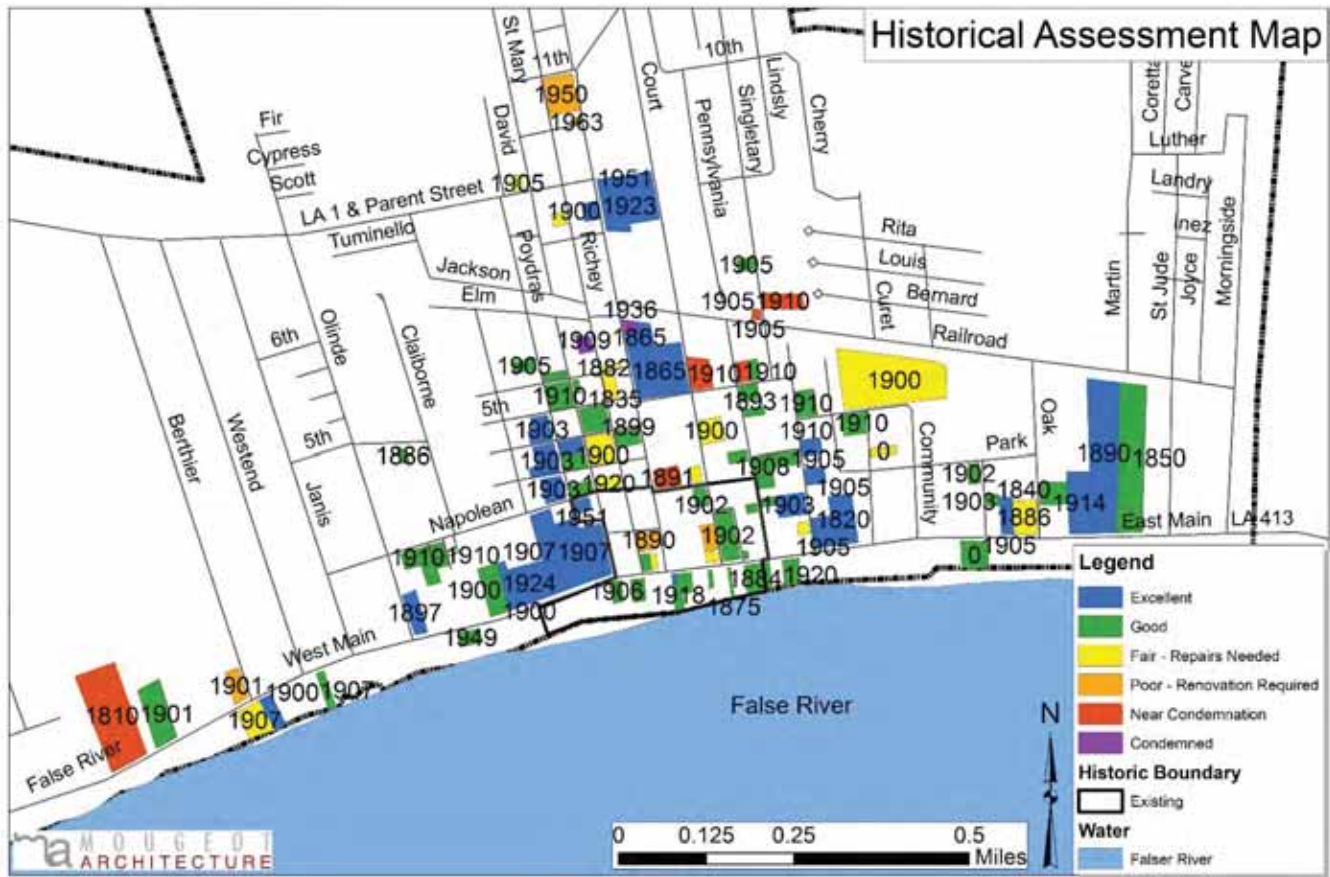 Historical Assessment Map
St Mary
11th
10th
Court
Lindsly
Singletary
Pennsylvania
Cherry
Coretta
Carve
Luther
1950
1963
David
Fir
Cypress
Scott
1905
LA 1 & Parent Street
Tuminello
1951
1923
1900
Landry
Inez
Morningside
Joyce
St Jude
Martin
Rita
Louis
Bernard
Curet
Railroad
Poydras
Richey
Jackson
Elm
1905
1905
1910
1905
1936
1865
1909
1865
1882
1835
1905
1910
1910
1910
1893
1910
1900
6th
Olinde
Claiborne
5th
5th
Westend
Berthier
Janis
1886
1903
1899
1900
1910
1910
0
Community
Park
Oak
1890
1850
1903
1900
1908
1905
1902
1903
1920
1891
1902
1903
1905
1903
1840
1914
1886
Napolean
1951
1820
East Main
LA 413
1910
1910
1907
1907
1890
1902
1905
0
1905
1900
1924
1906
1918
1884
1920
1875
1897
1900
1949
West Main
1901
1900
1907
1907
1810
1901
False River
False River
N
Legend
Excellent
Good
Fair - Repairs Needed
Poor - Renovation Required
Near Condemnation
Condemned
Historic Boundary
Existing
Water
Falser River
0 0.125 0.25 0.5
Miles
ma MOUGEOT
ARCHITECTURE